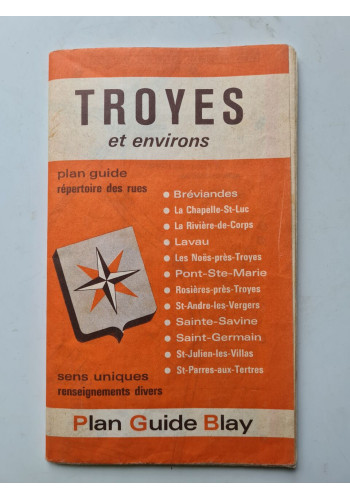 TROYES
et environs
plan guide
répertoire des rues
Bréviandes
La Chapelle-St-Luc
La Rivière-de-Corps
Lavau
Les Noës-près-Troyes
Pont-Ste-Marie
Rosières-près-Troyes
St-Andre-les-Vergers
Sainte-Savine
Saint-Germain
St-Julien-les-Villas
St-Parres-aux-Tertres
sens uniques
renseignements divers
Plan Guide Blay